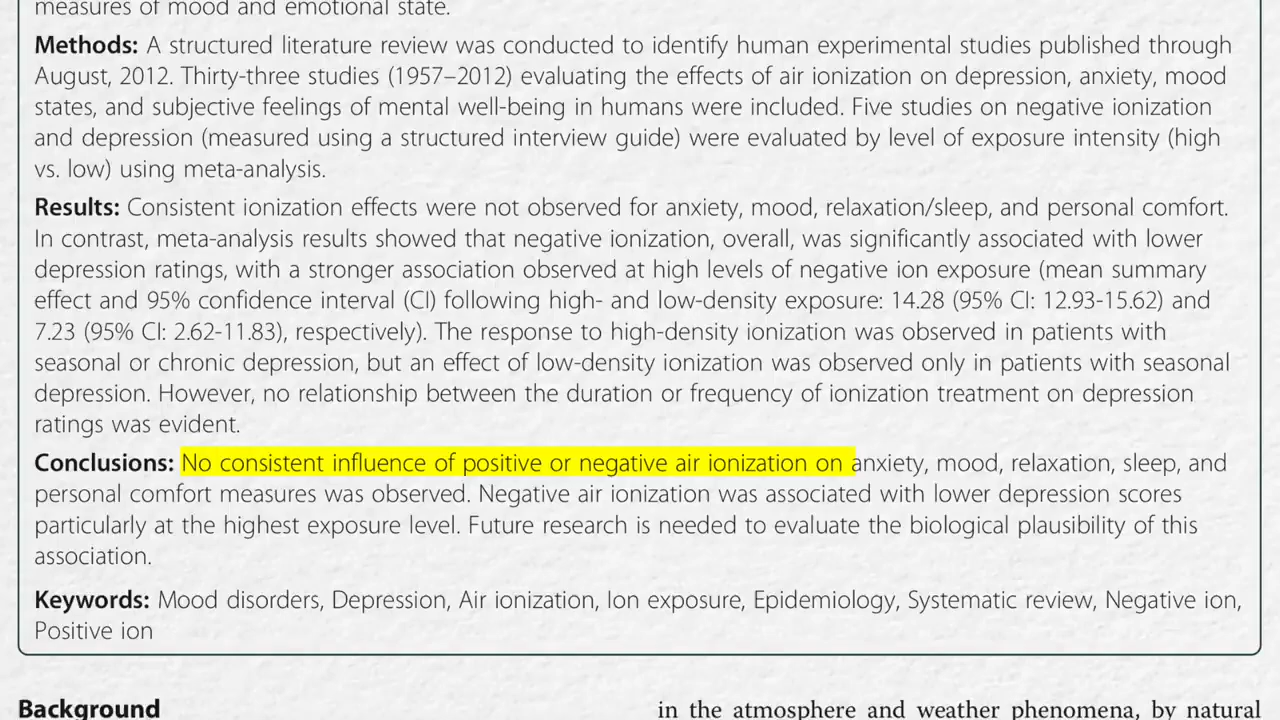 measures of mood and emotional state.
Methods: A structured literature review was conducted to identify human experimental studies published through
August, 2012. Thirty-three studies (1957–2012) evaluating the effects of air ionization on depression, anxiety, mood
states, and subjective feelings of mental well-being in humans were included. Five studies on negative ionization
and depression (measured using a structured interview guide) were evaluated by level of exposure intensity (high
vs. low) using meta-analysis.
Results: Consistent ionization effects were not observed for anxiety, mood, relaxation/sleep, and personal comfort.
In contrast, meta-analysis results showed that negative ionization, overall, was significantly associated with lower
depression ratings, with a stronger association observed at high levels of negative ion exposure (mean summary
effect and 95% confidence interval (CI) following high- and low-density exposure: 14.28 (95% CI: 12.93-15.62) and
7.23 (95% CI: 2.62-11.83), respectively). The response to high-density ionization was observed in patients with
seasonal or chronic depression, but an effect of low-density ionization was observed only in patients with seasonal
depression. However, no relationship between the duration or frequency of ionization treatment on depression
ratings was evident.
Conclusions: No consistent influence of positive or negative air ionization on anxiety, mood, relaxation, sleep, and
personal comfort measures was observed. Negative air ionization was associated with lower depression scores
particularly at the highest exposure level. Future research is needed to evaluate the biological plausibility of this
association.
Keywords: Mood disorders, Depression, Air ionization, Ion exposure, Epidemiology, Systematic review, Negative ion,
Positive ion
Background
in the atmosphere and weather phenomena, by natural